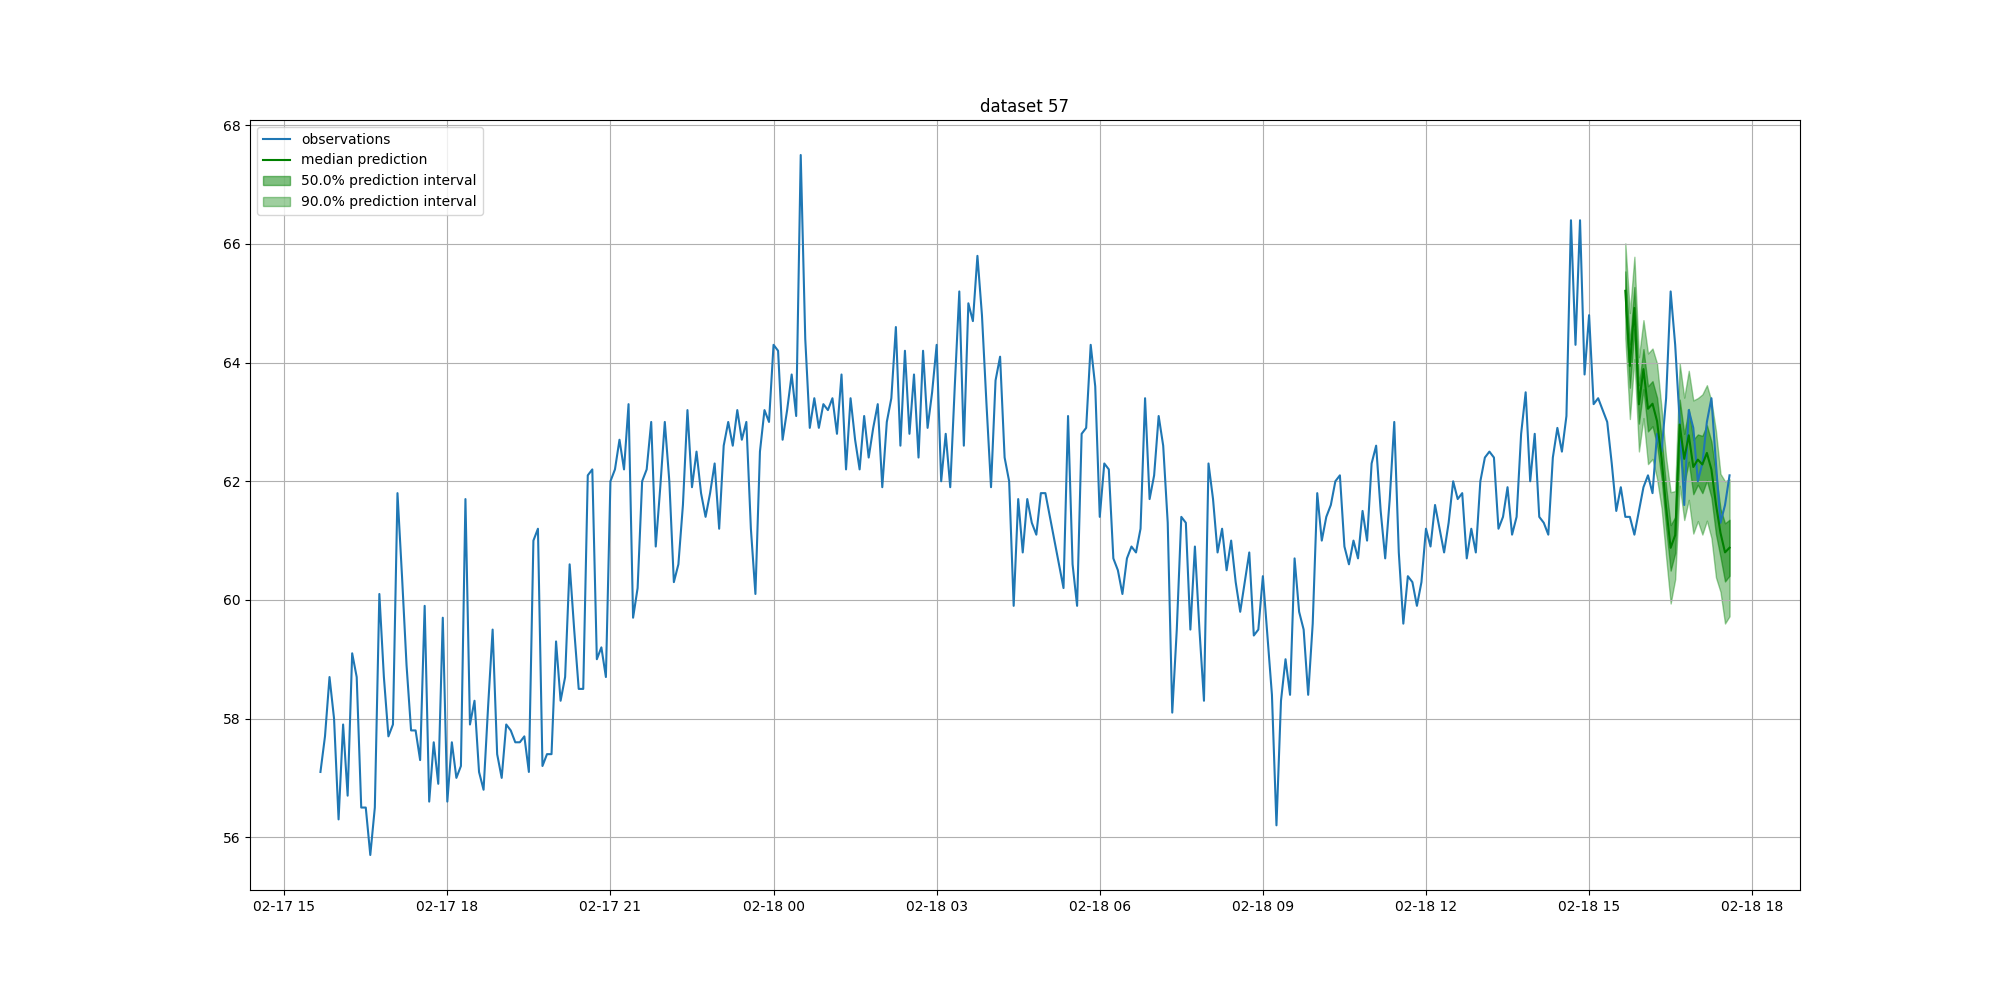 dataset 57
observations
median prediction
50.0% prediction interval
90.0% prediction interval
68
66
64
62
60
58
56
02-17 15 02-17 18 02-17 21 02-18 00 02-18 03 02-18 06 02-18 09 02-18 12 02-18 15 02-18 18